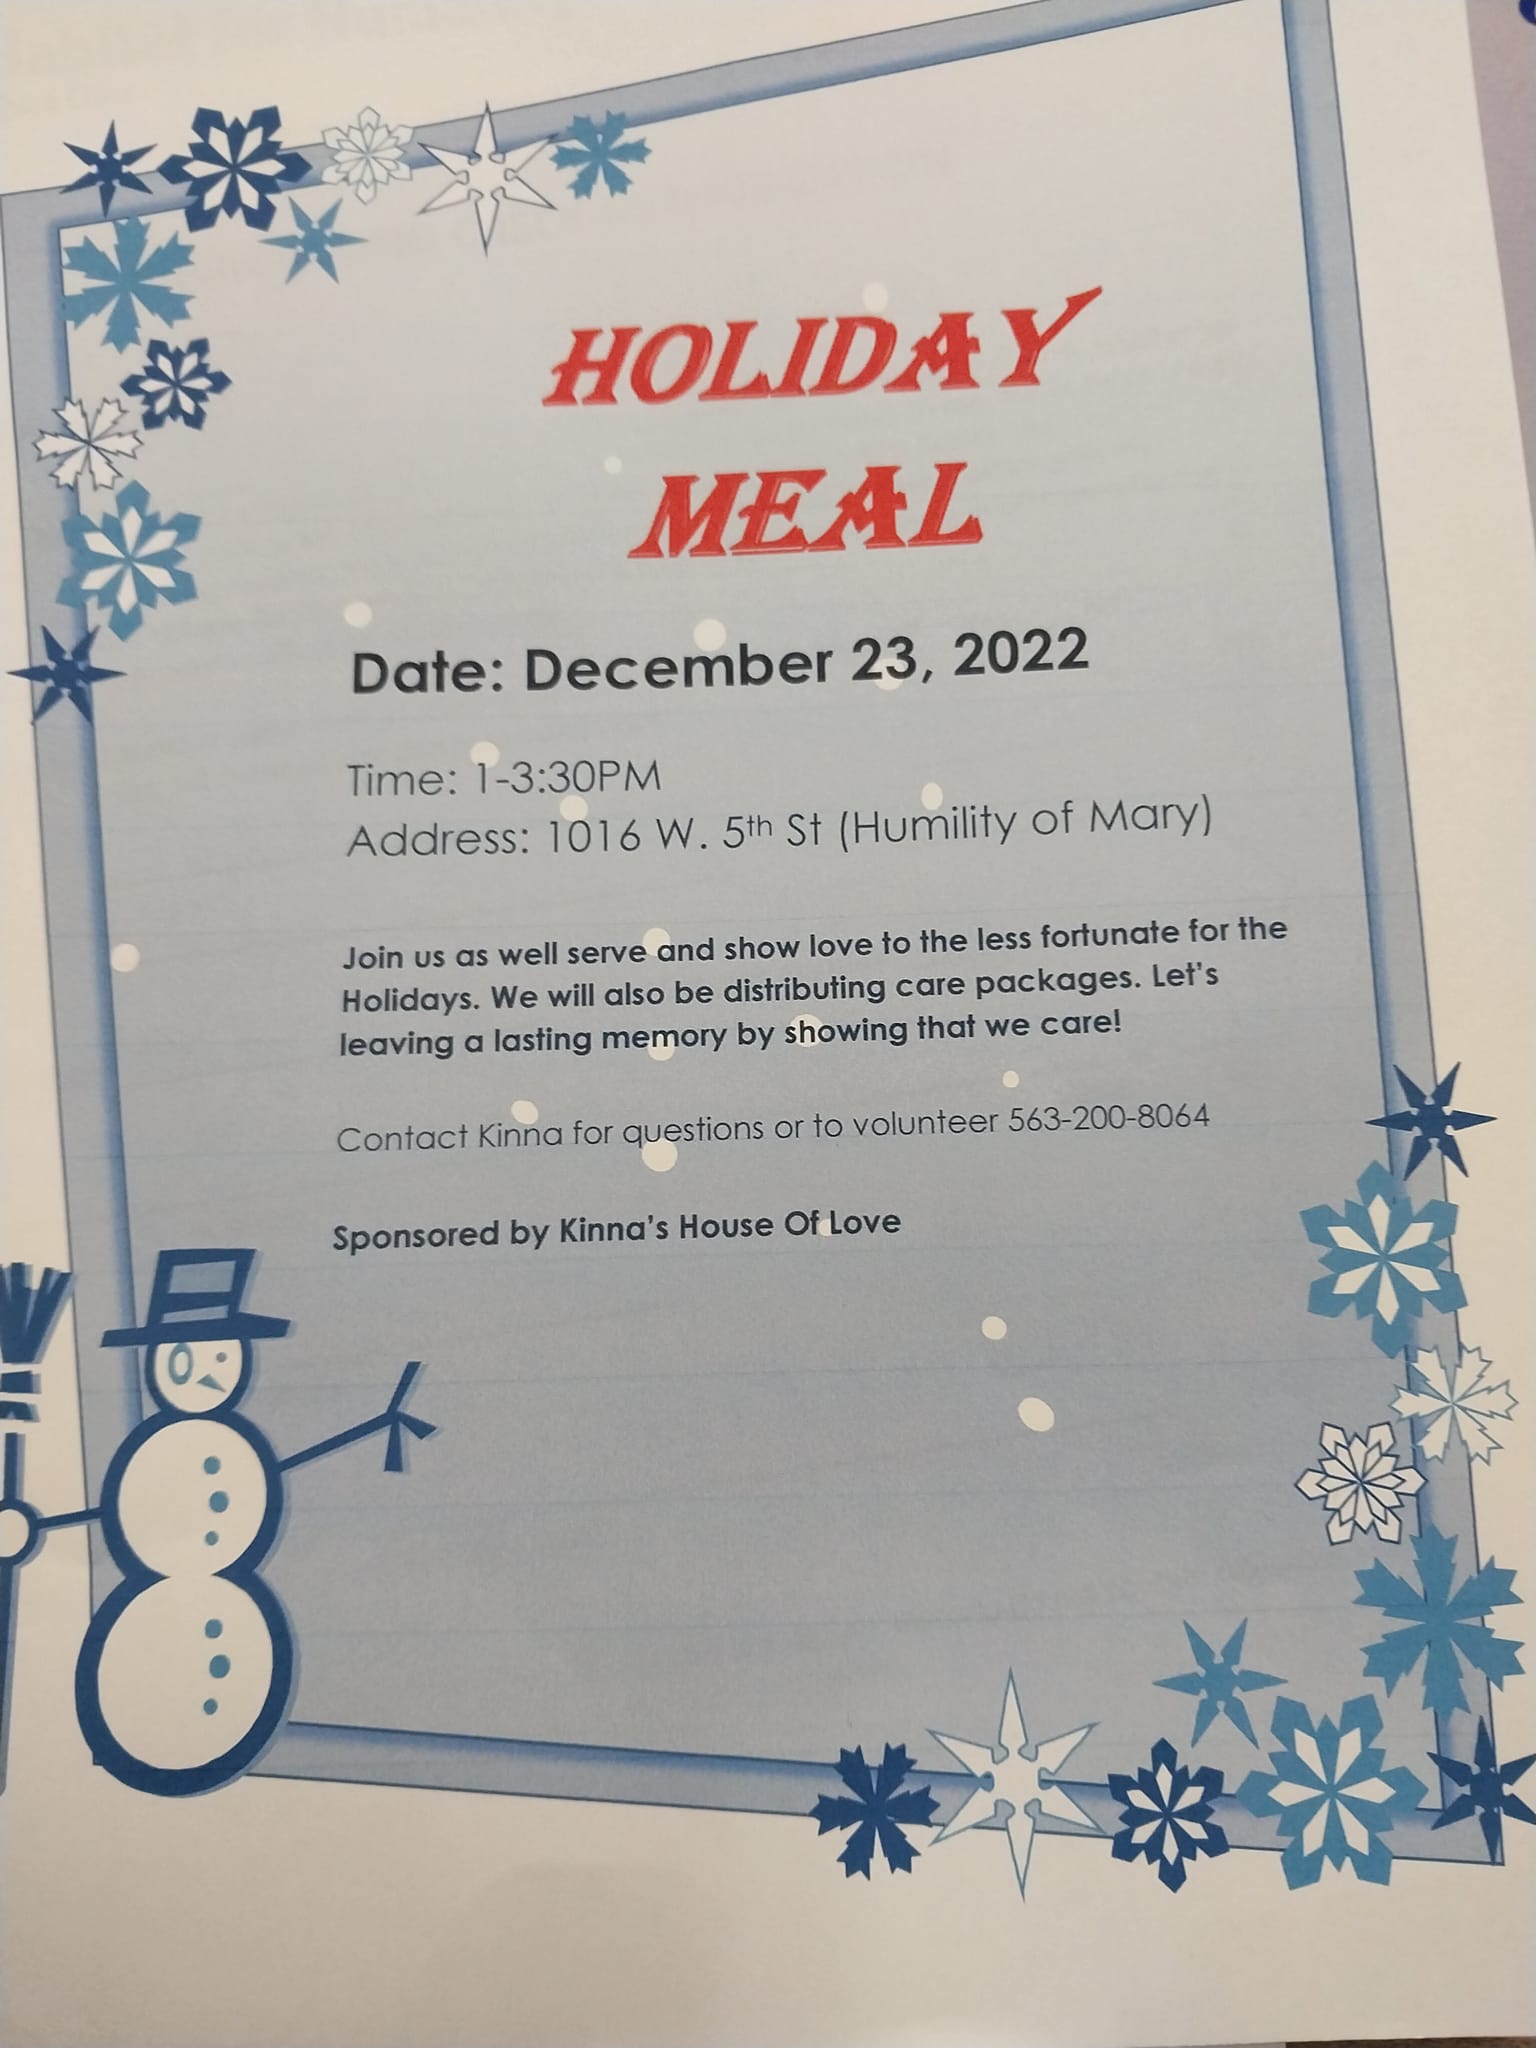 HOLIDAY
MEAL
Date: December 23, 2022
Time: 1-3:30PM
Address: 1016 W. 5th St (Humility of Mary)
Join us as well serve and show love to the less fortunate for the
Holidays. We will also be distributing care packages. Let's
leaving a lasting memory by showing that we care!
Contact Kinna for questions or to volunteer 563-200-8064
Sponsored by Kinna's House Of Love